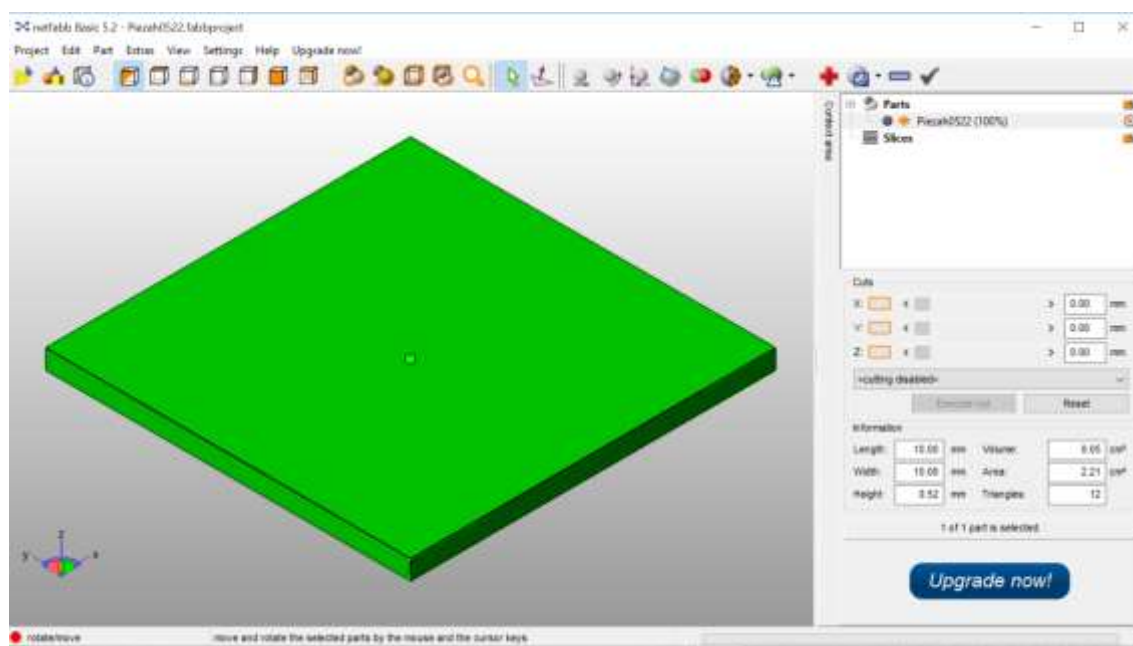 netfabb Basic 5.2 - Piezah0522.fabbproject
Project Edit Part Extras View Settings Help Upgrade now!
Context area
Parts
Piezah0522 (100%)
Slices
Cuts
X: < > 0.00 mm
Y: < > 0.00 mm
Z: < > 0.00 mm
<cutting disabled>
Execute cut Reset
Information
Length: 10.00 mm Volume: 0.05 cm³
Width: 10.00 mm Area: 2.21 cm²
Height: 0.52 mm Triangles: 12
1 of 1 part is selected
Upgrade now!
z
y x
rotate/move move and rotate the selected parts by the mouse and the cursor keys